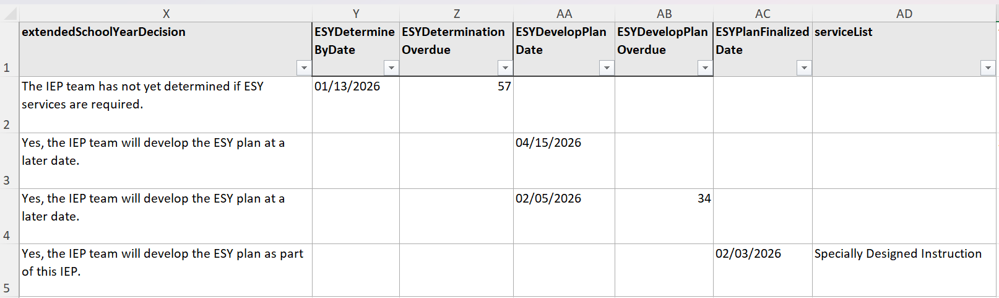 X Y Z AA AB AC AD
extendedSchoolYearDecision ESYDetermine ESYDetermination ESYDevelopPlan ESYDevelopPlan ESYPlanFinalized serviceList
ByDate Overdue Date Overdue Date
1
The IEP team has not yet determined if ESY 01/13/2026 57
services are required.
2
Yes, the IEP team will develop the ESY plan at a 04/15/2026
later date.
3
Yes, the IEP team will develop the ESY plan at a 02/05/2026 34
later date.
4
Yes, the IEP team will develop the ESY plan as part 02/03/2026 Specially Designed Instruction
of this IEP.
5